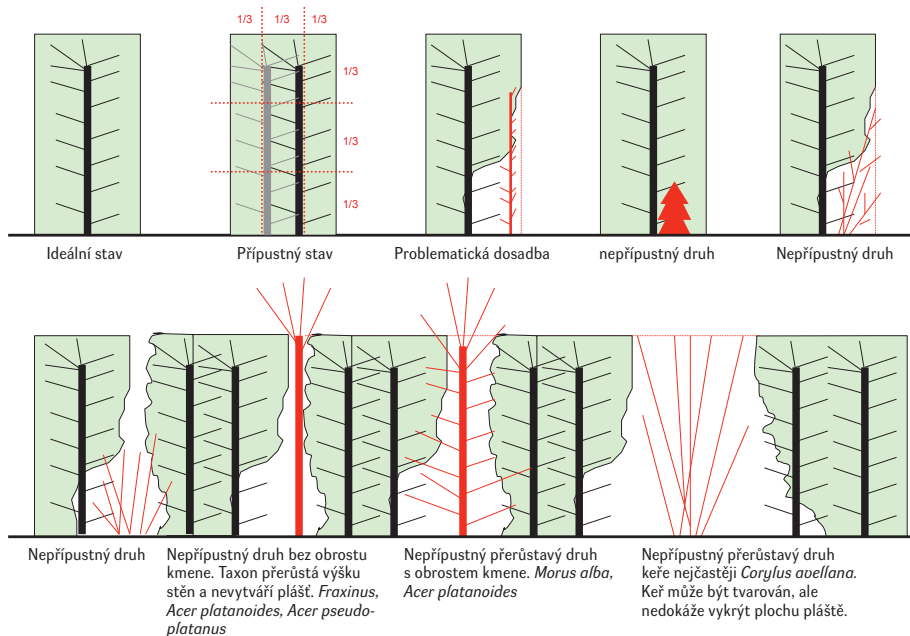 1/3 1/3 1/3
1/3
1/3
1/3
Ideální stav
Přípustný stav
Problematická dosadba
nepřípustný druh
Nepřípustný druh
Nepřípustný druh
Nepřípustný druh bez obrostu
kmene. Taxon přerůstá výšku
stěn a nevytváří plášť. Fraxinus,
Acer platanoides, Acer pseudo-
platanus
Nepřípustný přerůstavý druh
s obrostem kmene. Morus alba,
Acer platanoides
Nepřípustný přerůstavý druh
keře nejčastěji Corylus avellana.
Keř může být tvarován, ale
nedokáže vykrýt plochu pláště.